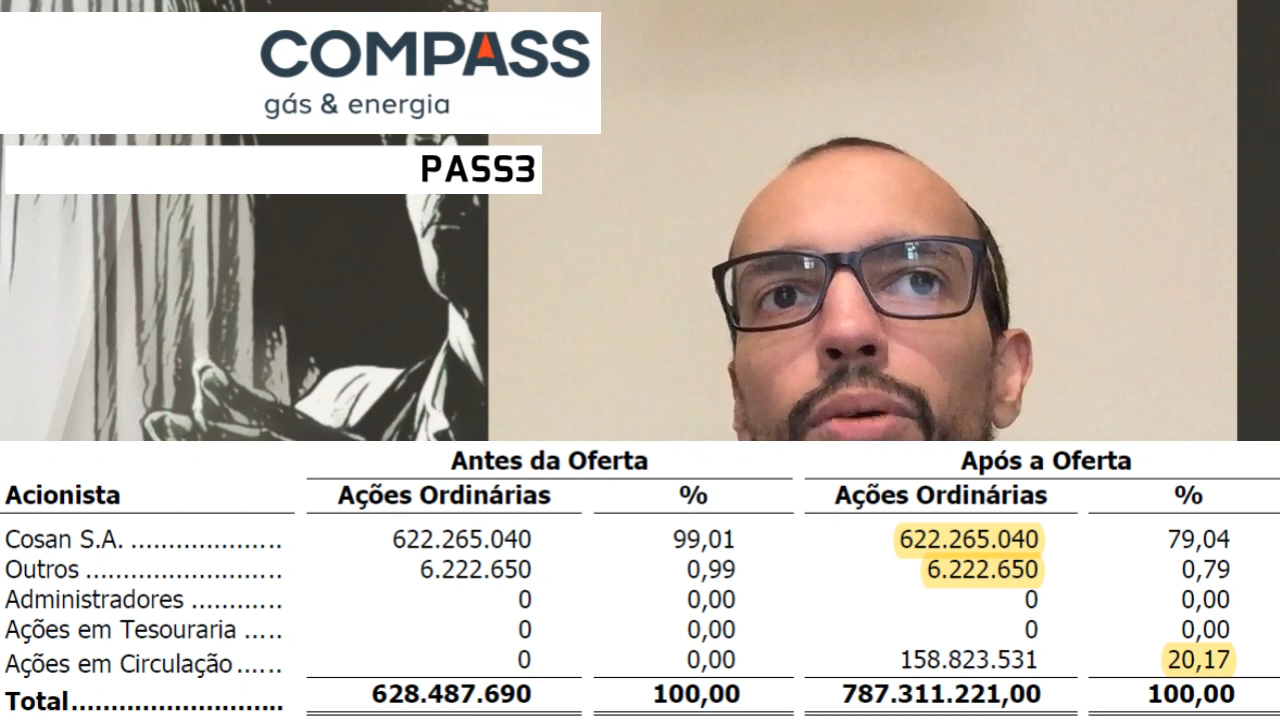 COMPASS
gás & energia
PASS3
Antes da Oferta Após a Oferta
Acionista Ações Ordinárias % Ações Ordinárias %
Cosan S.A. ..................... 622.265.040 99,01 622.265.040 79,04
Outros ........................... 6.222.650 0,99 6.222.650 0,79
Administradores ............ 0 0,00 0 0,00
Ações em Tesouraria ..... 0 0,00 0 0,00
Ações em Circulação...... 0 0,00 158.823.531 20,17
Total............................ 628.487.690 100,00 787.311.221,00 100,00